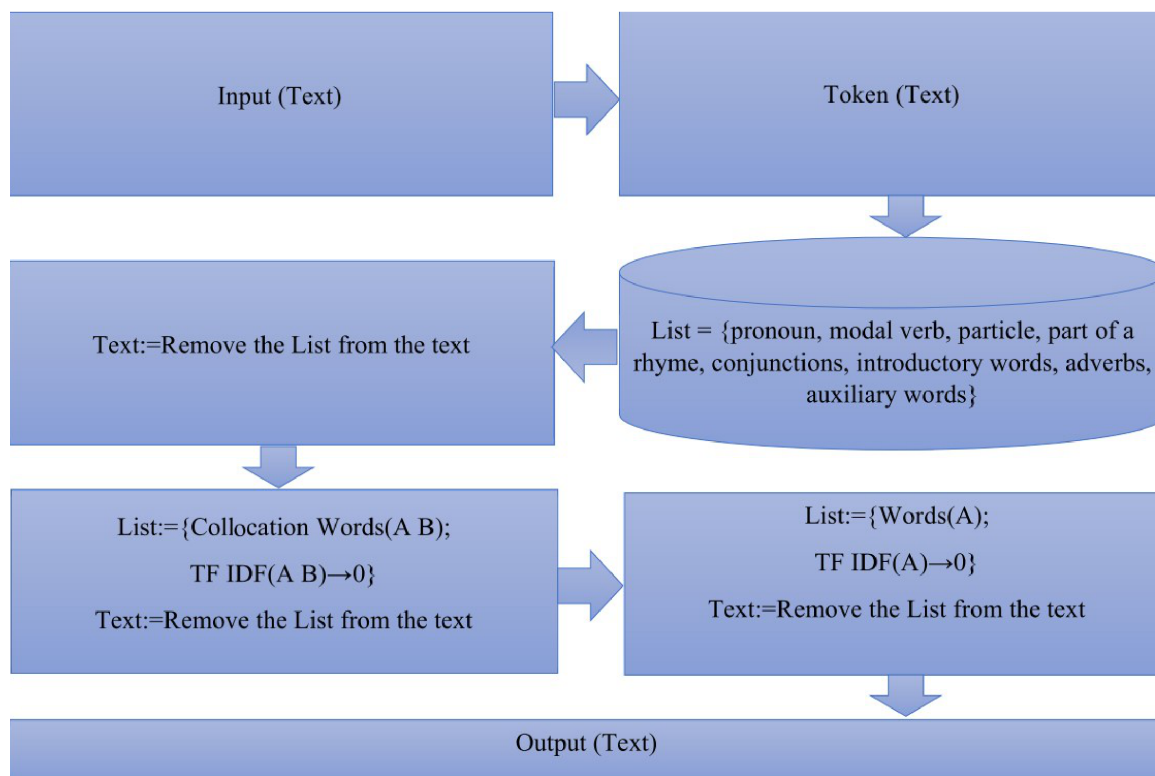 Input (Text)
Token (Text)
List = {pronoun, modal verb, particle, part of a
rhyme, conjunctions, introductory words, adverbs,
auxiliary words}
Text:=Remove the List from the text
List:={Collocation Words(A B);
TF IDF(A B)→0}
Text:=Remove the List from the text
List:={Words(A);
TF IDF(A)→0}
Text:=Remove the List from the text
Output (Text)